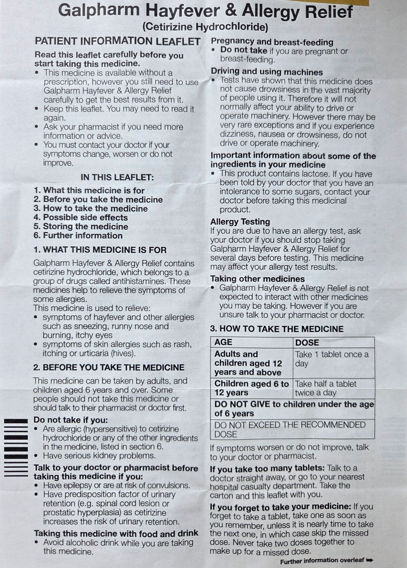 Galpharm Hayfever & Allergy Relief
(Cetirizine Hydrochloride)
PATIENT INFORMATION LEAFLET
Read this leaflet carefully before you
start taking this medicine.
• This medicine is available without a
prescription, however you still need to use
Galpharm Hayfever & Allergy Relief
carefully to get the best results from it.
• Keep this leaflet. You may need to read it
again.
• Ask your pharmacist if you need more
information or advice.
• You must contact your doctor if your
symptoms change, worsen or do not
improve.
IN THIS LEAFLET:
1. What this medicine is for
2. Before you take the medicine
3. How to take the medicine
4. Possible side effects
5. Storing the medicine
6. Further information
1. WHAT THIS MEDICINE IS FOR
Galpharm Hayfever & Allergy Relief contains
cetirizine hydrochloride, which belongs to a
group of drugs called antihistamines. These
medicines help to relieve the symptoms of
some allergies.
This medicine is used to relieve:
• symptoms of hayfever and other allergies
such as sneezing, runny nose and
burning, itchy eyes
• symptoms of skin allergies such as rash,
itching or urticaria (hives).
2. BEFORE YOU TAKE THE MEDICINE
This medicine can be taken by adults, and
children aged 6 years and over. Some
people should not take this medicine or
should talk to their pharmacist or doctor first.
Do not take if you:
• Are allergic (hypersensitive) to cetirizine
hydrochloride or any of the other ingredients
in the medicine, listed in section 6.
• Have serious kidney problems.
Talk to your doctor or pharmacist before
taking this medicine if you:
• Have epilepsy or are at risk of convulsions.
• Have predisposition factor of urinary
retention (e.g. spinal cord lesion or
prostatic hyperplasia) as cetirizine
increases the risk of urinary retention.
Taking this medicine with food and drink
• Avoid alcoholic drink while you are taking
this medicine.
Pregnancy and breast-feeding
• Do not take if you are pregnant or
breast-feeding.
Driving and using machines
• Tests have shown that this medicine does
not cause drowsiness in the vast majority
of people using it. Therefore it will not
normally affect your ability to drive or
operate machinery. However there may be
very rare exceptions and if you experience
dizziness, nausea or drowsiness, do not
drive or operate machinery.
Important information about some of the
ingredients in your medicine
• This product contains lactose. If you have
been told by your doctor that you have an
intolerance to some sugars, contact your
doctor before taking this medicinal
product.
Allergy Testing
If you are due to have an allergy test, ask
your doctor if you should stop taking
Galpharm Hayfever & Allergy Relief for
several days before testing. This medicine
may affect your allergy test results.
Taking other medicines
• Galpharm Hayfever & Allergy Relief is not
expected to interact with other medicines
you may be taking. However if you are
unsure talk to your pharmacist or doctor.
3. HOW TO TAKE THE MEDICINE
AGE DOSE
Adults and Take 1 tablet once a
children aged 12 day
years and above
Children aged 6 to Take half a tablet
12 years twice a day
DO NOT GIVE to children under the age
of 6 years
DO NOT EXCEED THE RECOMMENDED
DOSE
If symptoms worsen or do not improve, talk
to your doctor or pharmacist.
If you take too many tablets: Talk to a
doctor straight away, or go to your nearest
hospital casualty department. Take the
carton and this leaflet with you.
If you forget to take your medicine: If you
forget to take a tablet, take one as soon as
you remember, unless it is nearly time to take
the next one, in which case skip the missed
dose. Never take two doses together to
make up for a missed dose.
Further information overleaf